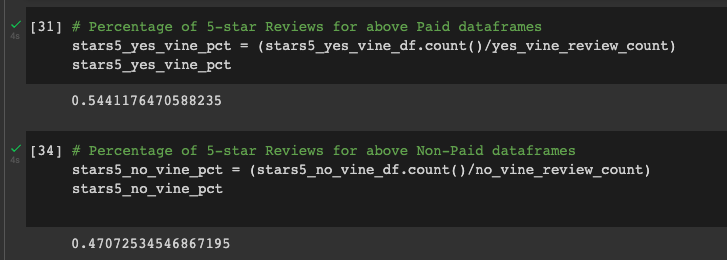 [31] # Percentage of 5-star Reviews for above Paid dataframes
4s stars5_yes_vine_pct = (stars5_yes_vine_df.count()/yes_vine_review_count)
stars5_yes_vine_pct
0.5441176470588235
[34] # Percentage of 5-star Reviews for above Non-Paid dataframes
4s stars5_no_vine_pct = (stars5_no_vine_df.count()/no_vine_review_count)
stars5_no_vine_pct
0.47072534546867195